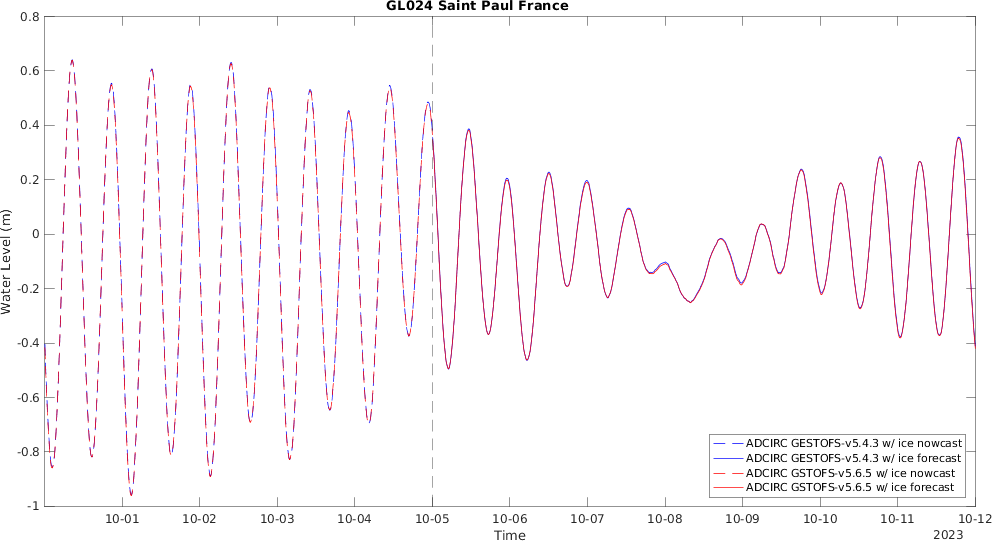 GL024 Saint Paul France
0.8
0.6
0.4
0.2
0
-0.2
-0.4
-0.6
-0.8
-1
Water Level (m)
ADCIRC GESTOFS-v5.4.3 w/ ice nowcast
ADCIRC GESTOFS-v5.4.3 w/ ice forecast
ADCIRC GSTOFS-v5.6.5 w/ ice nowcast
ADCIRC GSTOFS-v5.6.5 w/ ice forecast
10-01 10-02 10-03 10-04 10-05 10-06 10-07 10-08 10-09 10-10 10-11 10-12
Time
2023